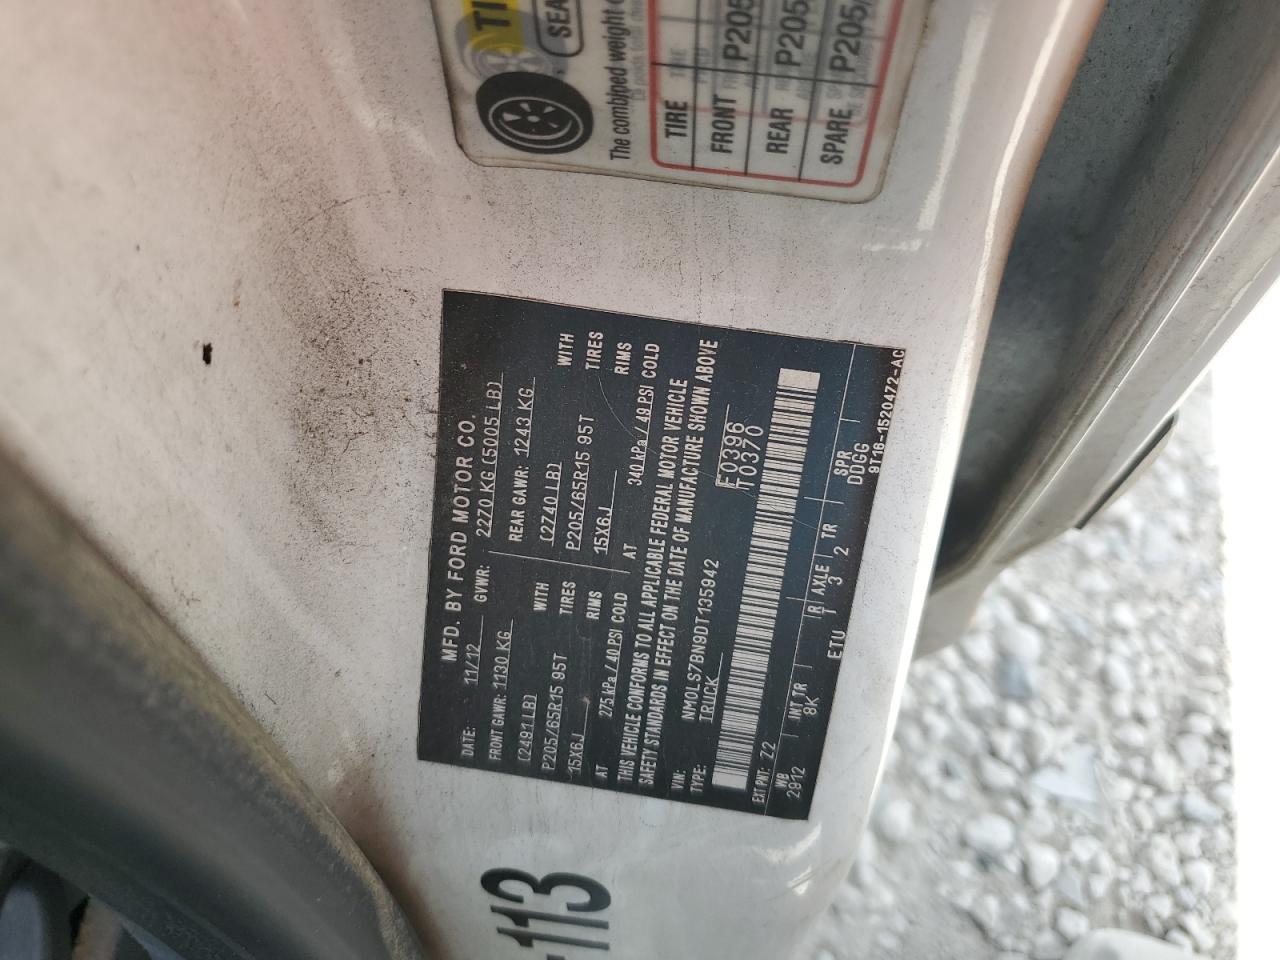 MFD. BY FORD MOTOR CO.
DATE: 11/12 GVWR: 2270 KG (5005 LB)
FRONT GAWR: 1130 KG REAR GAWR: 1243 KG
(2491LB) WITH (2740 LB) WITH
P205/65R15 95T TIRES P205/65R15 95T TIRES
15X6J RIMS 15X6J RIMS
AT 275 kPa / 40 PSI COLD AT 340 kPa / 49 PSI COLD
THIS VEHICLE CONFORMS TO ALL APPLICABLE FEDERAL MOTOR VEHICLE
SAFETY STANDARDS IN EFFECT ON THE DATE OF MANUFACTURE SHOWN ABOVE
VIN: NM0LS7BN9DT135942 F0396
TYPE: TRUCK T0370
EXT PNT: Z2
WB INT TR R AXLE TR SPR
2912 8K T 3 2 DDGG
ETU 9T16-1520472-AC
TI
SEA
The combined weight o
TIRE
FRONT P205
REAR P205
SPARE P205/
-113